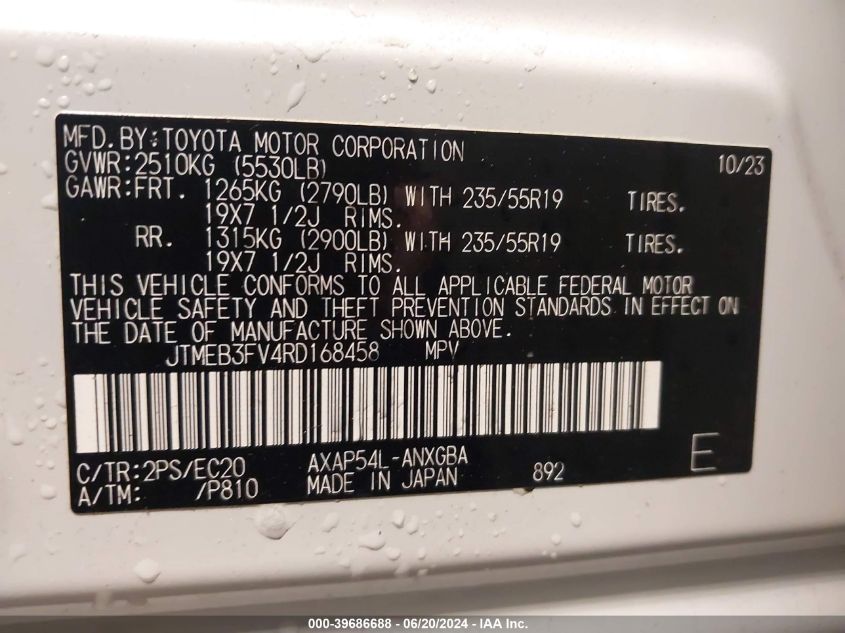 MFD.BY:TOYOTA MOTOR CORPORATION 10/23
GVWR:2510KG (5530LB)
GAWR:FRT. 1265KG (2790LB) WITH 235/55R19 TIRES.
19X7 1/2J RIMS.
RR. 1315KG (2900LB) WITH 235/55R19 TIRES.
19X7 1/2J RIMS.
THIS VEHICLE CONFORMS TO ALL APPLICABLE FEDERAL MOTOR
VEHICLE SAFETY AND THEFT PREVENTION STANDARDS IN EFFECT ON
THE DATE OF MANUFACTURE SHOWN ABOVE.
JTMEB3FV4RD168458 MPV
C/TR:2PS/EC20 AXAP54L-ANXGBA E
A/TM: /P810 MADE IN JAPAN 892
000-39686688 - 06/20/2024 - IAAI Inc.